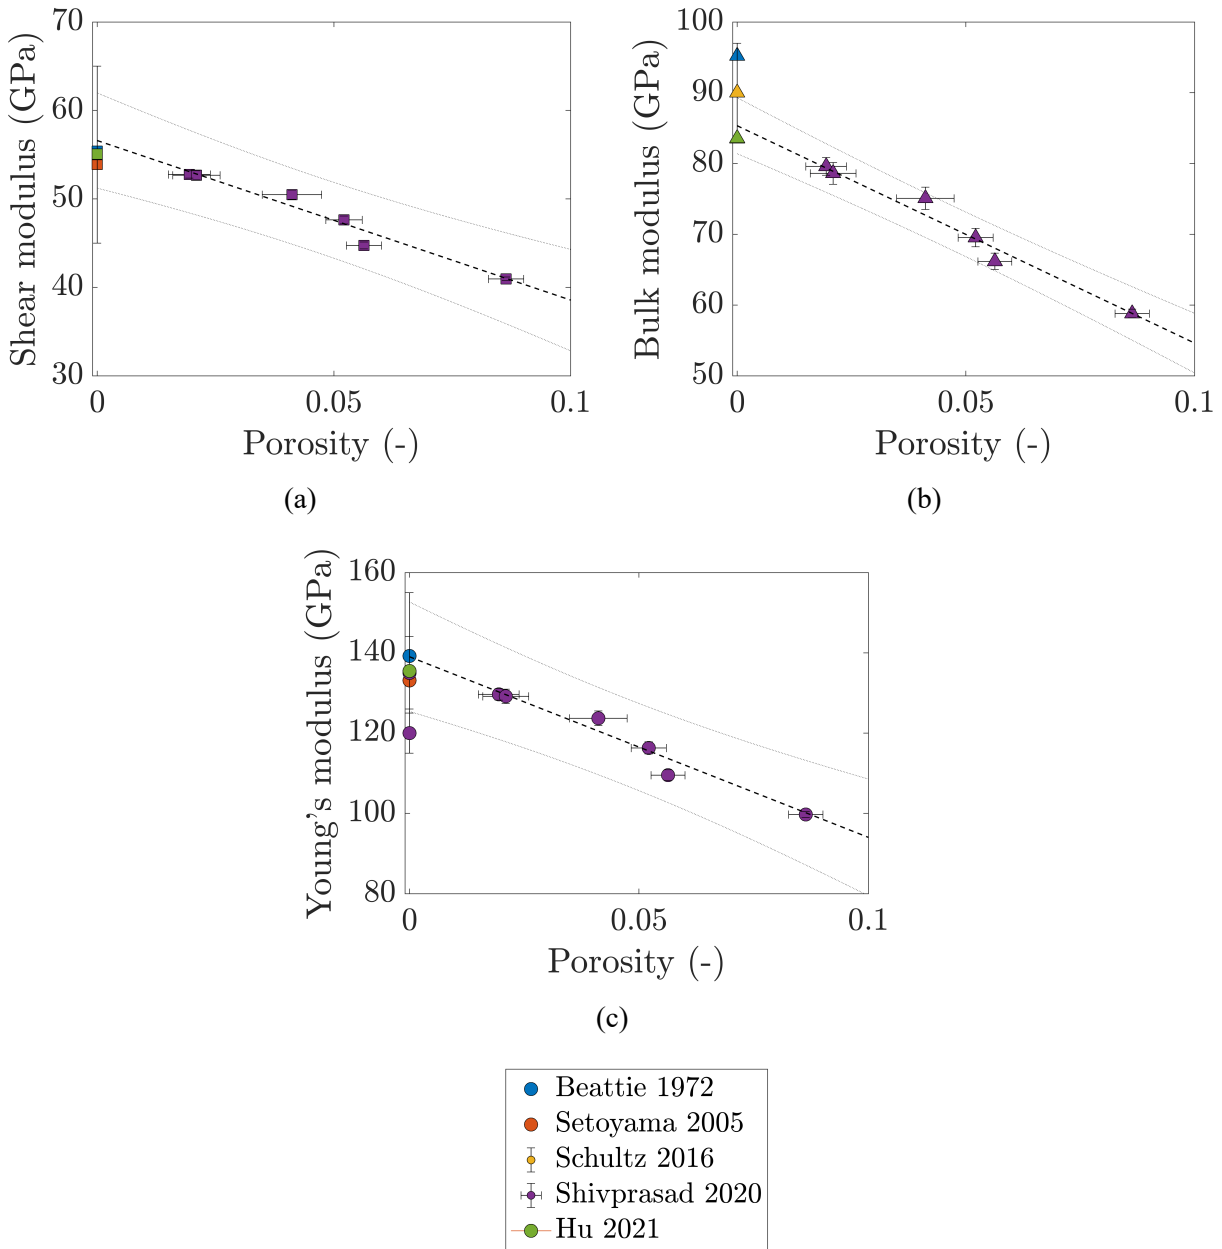 70
60
50
40
30
0
0.05
0.1
Shear modulus (GPa)
Porosity (-)
(a)
100
90
80
70
60
50
0
0.05
0.1
Bulk modulus (GPa)
Porosity (-)
(b)
160
140
120
100
80
0
0.05
0.1
Young's modulus (GPa)
Porosity (-)
(c)
Beattie 1972
Setoyama 2005
Schultz 2016
Shivprasad 2020
Hu 2021